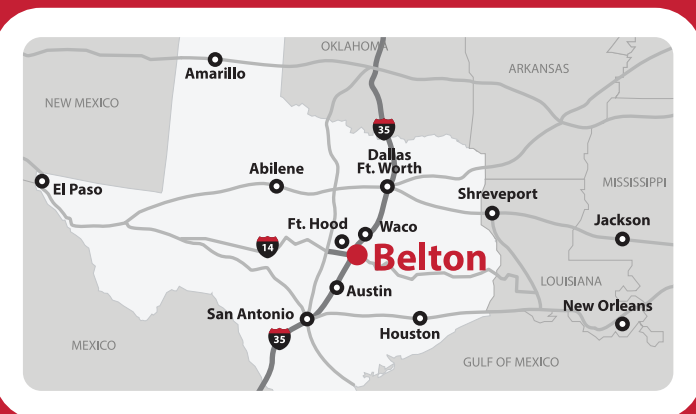 OKLAHOMA
ARKANSAS
Amarillo
NEW MEXICO
35
Dallas
Ft. Worth
Abilene
El Paso
Shreveport
MISSISSIPPI
Jackson
Ft. Hood
Waco
14
Belton
LOUISIANA
Austin
New Orleans
San Antonio
Houston
35
MEXICO
GULF OF MEXICO